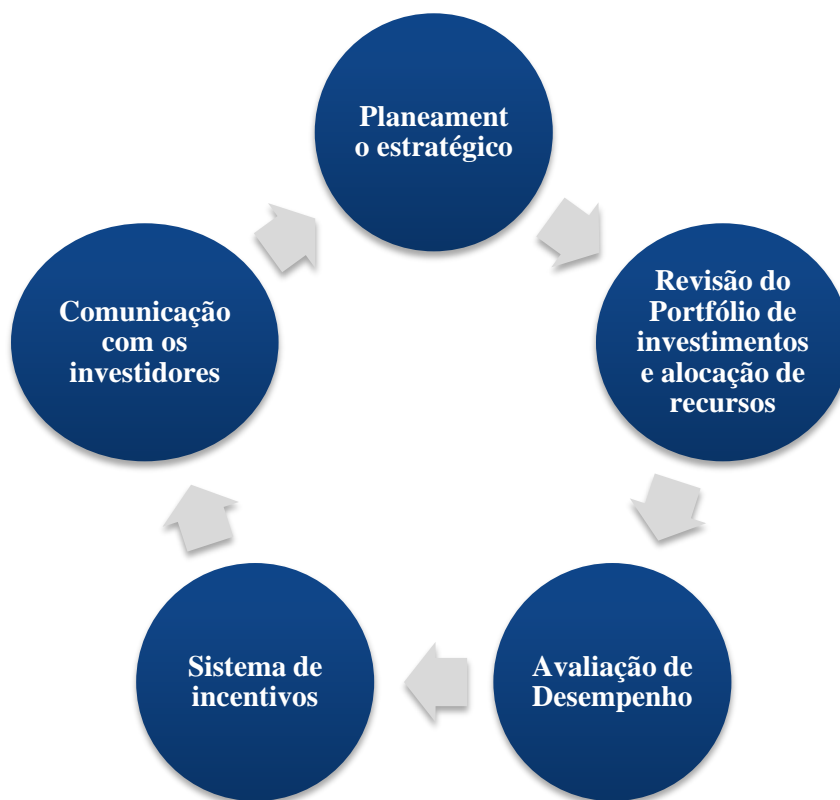 Planeament
o estratégico
Revisão do
Portfólio de
investimentos
e alocação de
recursos
Avaliação de
Desempenho
Sistema de
incentivos
Comunicação
com os
investidores